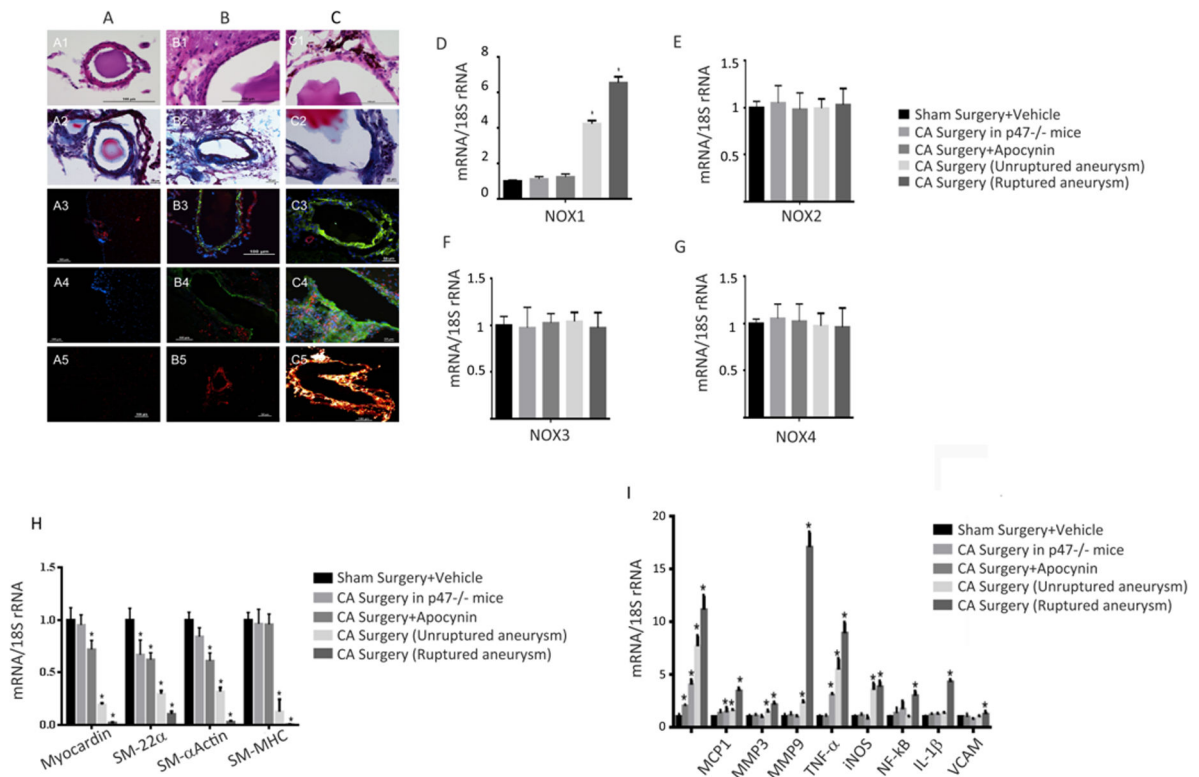 A
B
C
A1
B1
C1
A2
B2
C2
A3
B3
C3
A4
B4
C4
A5
B5
C5
100 µm
D
mRNA/18S rRNA
8
6
4
2
0
NOX1
E
mRNA/18S rRNA
1.5
1
0.5
NOX2
Sham Surgery+Vehicle
CA Surgery in p47-/- mice
CA Surgery+Apocynin
CA Surgery (Unruptured aneurysm)
CA Surgery (Ruptured aneurysm)
F
mRNA/18S rRNA
1.5
1
0.5
NOX3
G
mRNA/18S rRNA
1.5
1
0.5
NOX4
H
mRNA/18S rRNA
1.5
1.0
0.5
0.0
Myocardin
SM-22α
SM-αActin
SM-MHC
Sham Surgery+Vehicle
CA Surgery in p47-/- mice
CA Surgery+Apocynin
CA Surgery (Unruptured aneurysm)
CA Surgery (Ruptured aneurysm)
I
mRNA/18S rRNA
20
15
10
5
0
MCP1
MMP3
MMP9
TNF-α
iNOS
NF-kB
IL-1β
VCAM
Sham Surgery+Vehicle
CA Surgery in p47-/- mice
CA Surgery+Apocynin
CA Surgery (Unruptured aneurysm)
CA Surgery (Ruptured aneurysm)